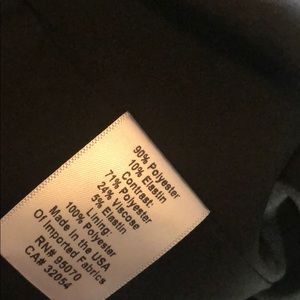 90% Polyester
10% Elastin
Contrast:
71% Polyester
24% Viscose
5% Elastin
Lining:
100% Polyester
Made in the USA
Of Imported Fabrics
RN# 95070
CA# 32054